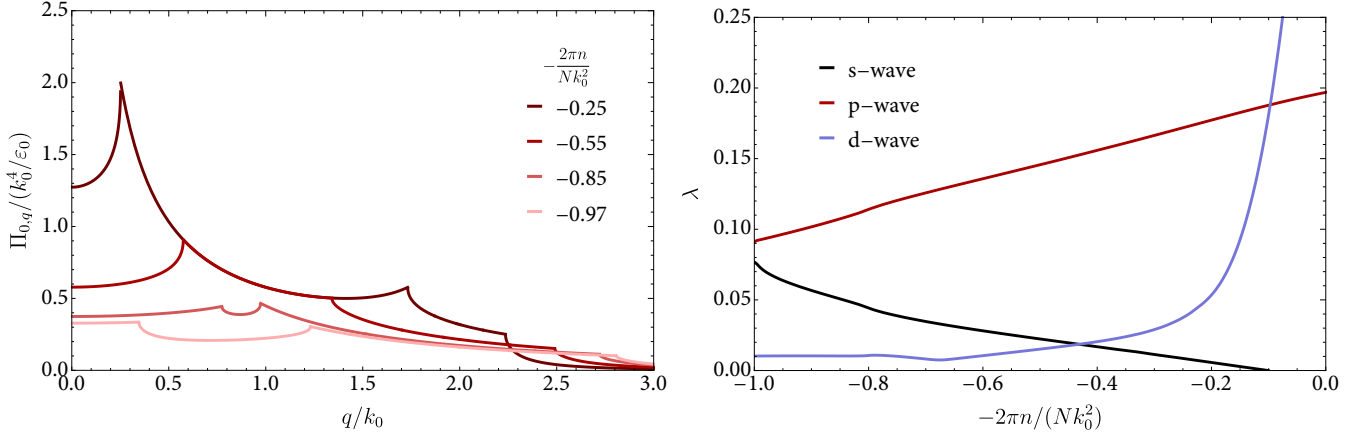 2.5
2.0
1.5
1.0
0.5
0.0
Π₀,q/(k₀⁴/ε₀)
−2πn/Nk₀²
−0.25
−0.55
−0.85
−0.97
0.0 0.5 1.0 1.5 2.0 2.5 3.0
q/k₀
0.25
0.20
0.15
0.10
0.05
0.00
λ
s−wave
p−wave
d−wave
−1.0 −0.8 −0.6 −0.4 −0.2 0.0
−2πn/(Nk₀²)